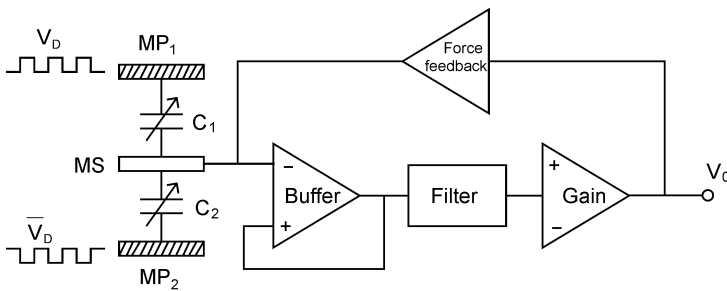 V_D
MP_1
Force
feedback
C_1
MS
−
Buffer
+
Filter
+
Gain
−
V_0
C_2
V̅_D
MP_2